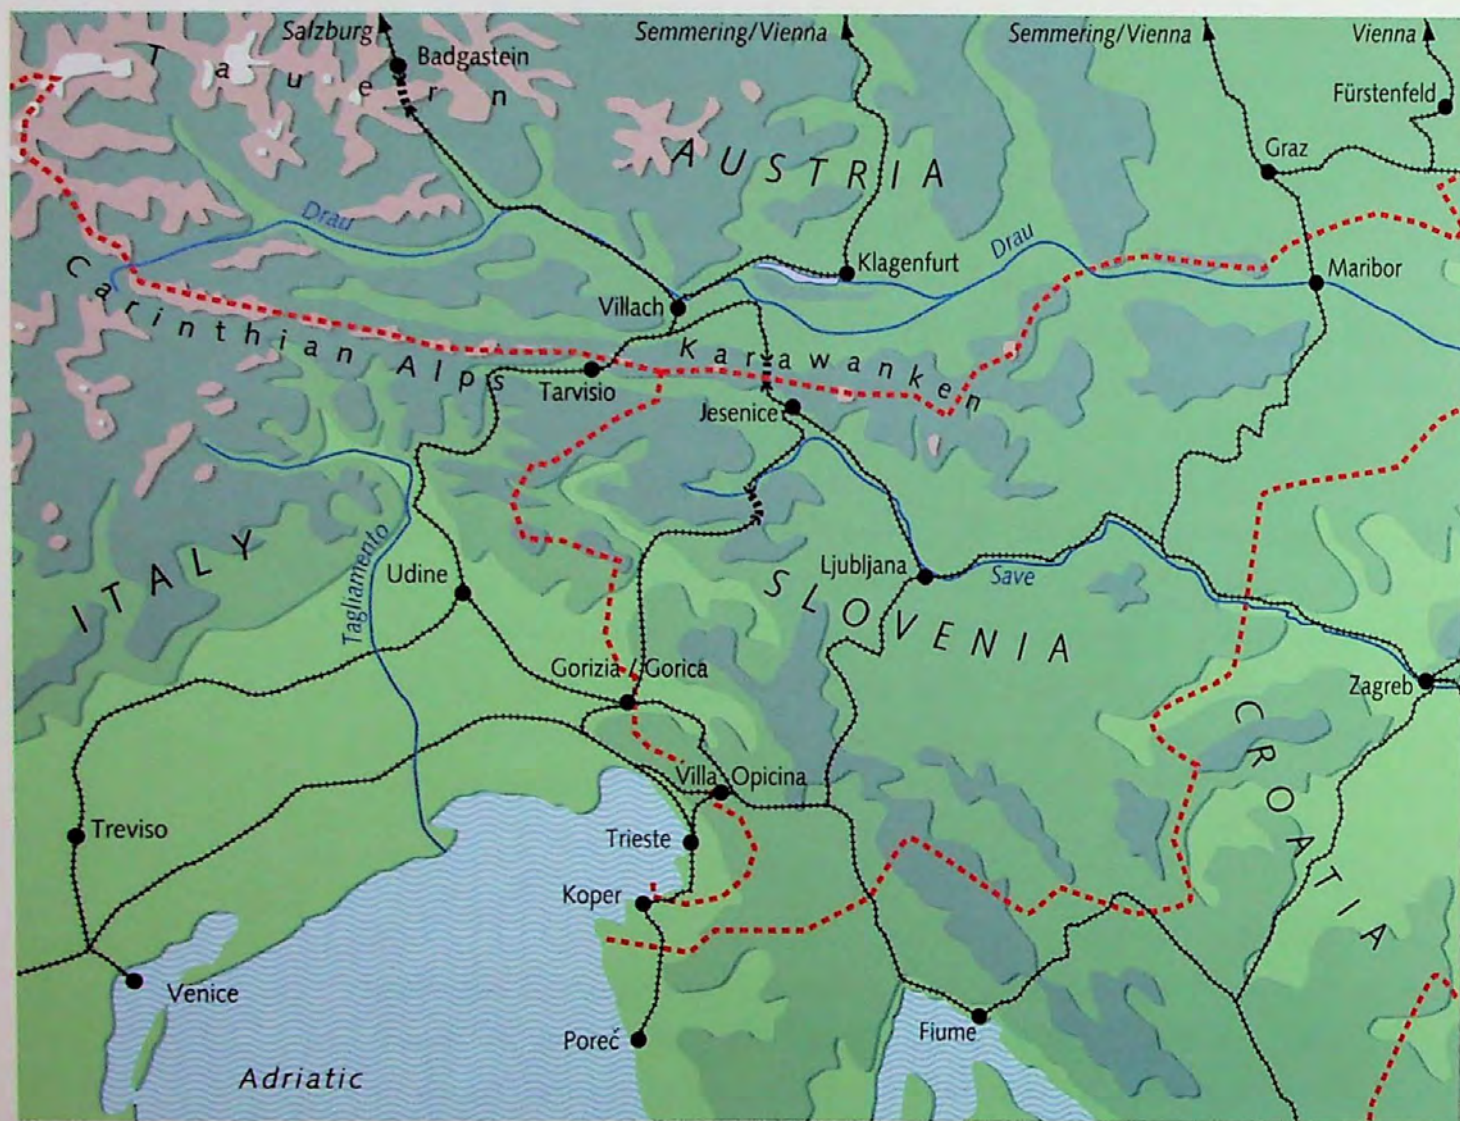 Salzburg
Semmering/Vienna
Semmering/Vienna
Vienna
Badgastein
Tauern
Fürstenfeld
Graz
AUSTRIA
Drau
Drau
Klagenfurt
Maribor
Carinthian Alps
Villach
Karawanken
Tarvisio
Jesenice
ITALY
Tagliamento
Udine
Ljubljana
Save
SLOVENIA
Gorizia / Gorica
Zagreb
CROATIA
Villa Opicina
Treviso
Trieste
Koper
Venice
Poreč
Fiume
Adriatic